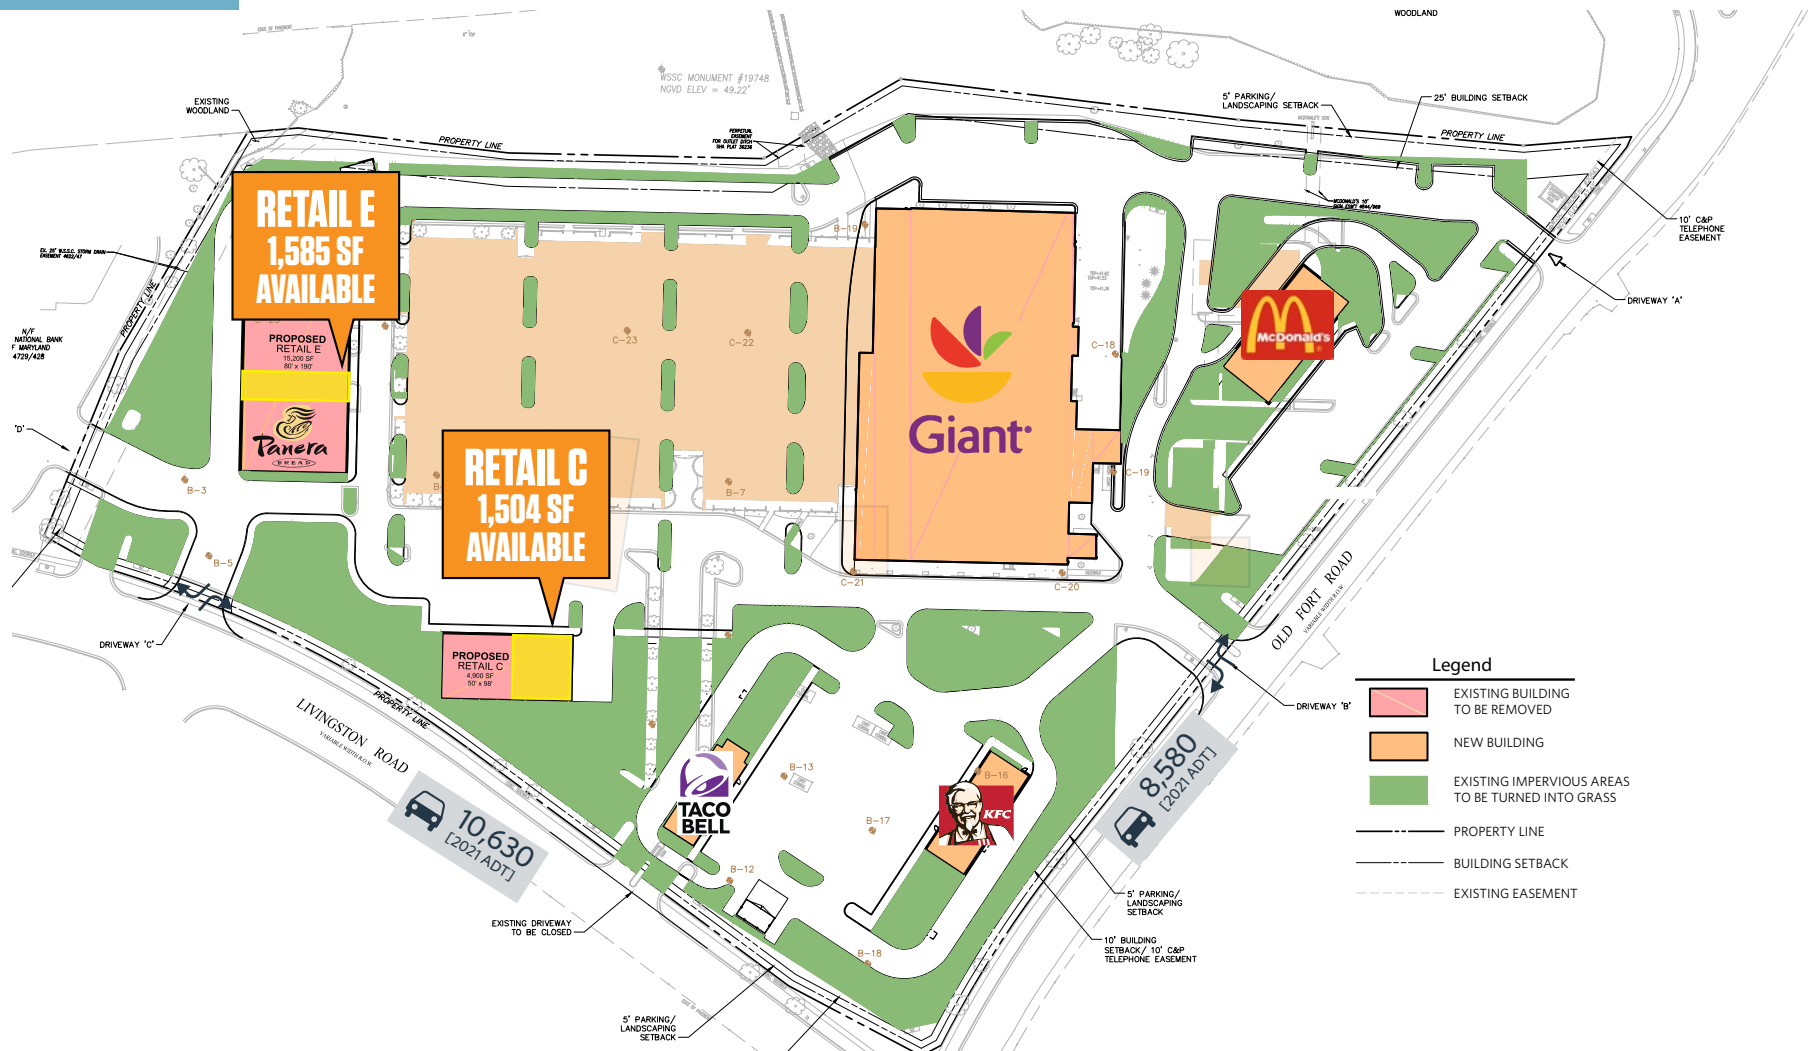 WOODLAND
WSSC MONUMENT #19748
NGVD ELEV = 49.22'
EXISTING
WOODLAND
PROPERTY LINE
PERPETUAL
EASEMENT
FOR OUTLET DITCH
5' PARKING/
LANDSCAPING SETBACK
25' BUILDING SETBACK
PROPERTY LINE
10' C&P
TELEPHONE
EASEMENT
DRIVEWAY 'A'
RETAIL E
1,585 SF
AVAILABLE
PROPERTY LINE
N/F
NATIONAL BANK
F MARYLAND
4729/428
'D'
PROPOSED
RETAIL E
15,200 SF
80' x 190'
Panera
BREAD
B-19
C-23
C-22
C-18
C-19
B-7
B-3
B-5
C-21
C-20
Giant
McDonald's
RETAIL C
1,504 SF
AVAILABLE
PROPOSED
RETAIL C
4,900 SF
50' x 98'
DRIVEWAY 'C'
PROPERTY LINE
LIVINGSTON ROAD
VARIABLE WIDTH R.O.W.
10,630
[2021 ADT]
OLD FORT ROAD
VARIABLE WIDTH R.O.W.
DRIVEWAY 'B'
8,580
[2021 ADT]
TACO
BELL
KFC
B-13
B-16
B-17
B-12
B-18
EXISTING DRIVEWAY
TO BE CLOSED
5' PARKING/
LANDSCAPING
SETBACK
10' BUILDING
SETBACK/ 10' C&P
TELEPHONE EASEMENT
5' PARKING/
LANDSCAPING
SETBACK
Legend
EXISTING BUILDING
TO BE REMOVED
NEW BUILDING
EXISTING IMPERVIOUS AREAS
TO BE TURNED INTO GRASS
PROPERTY LINE
BUILDING SETBACK
EXISTING EASEMENT